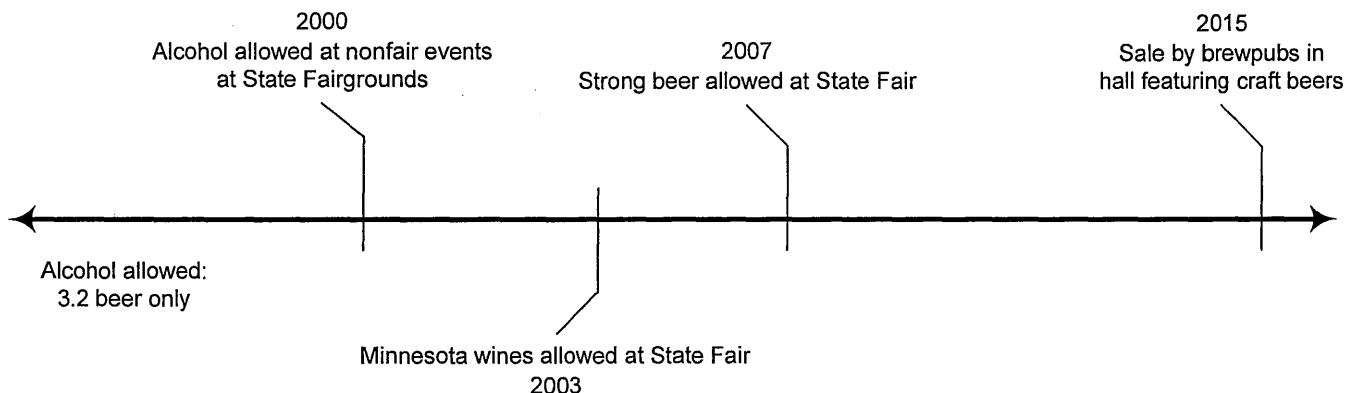 2000
Alcohol allowed at nonfair events
at State Fairgrounds
2007
Strong beer allowed at State Fair
2015
Sale by brewpubs in
hall featuring craft beers
Alcohol allowed:
3.2 beer only
Minnesota wines allowed at State Fair
2003